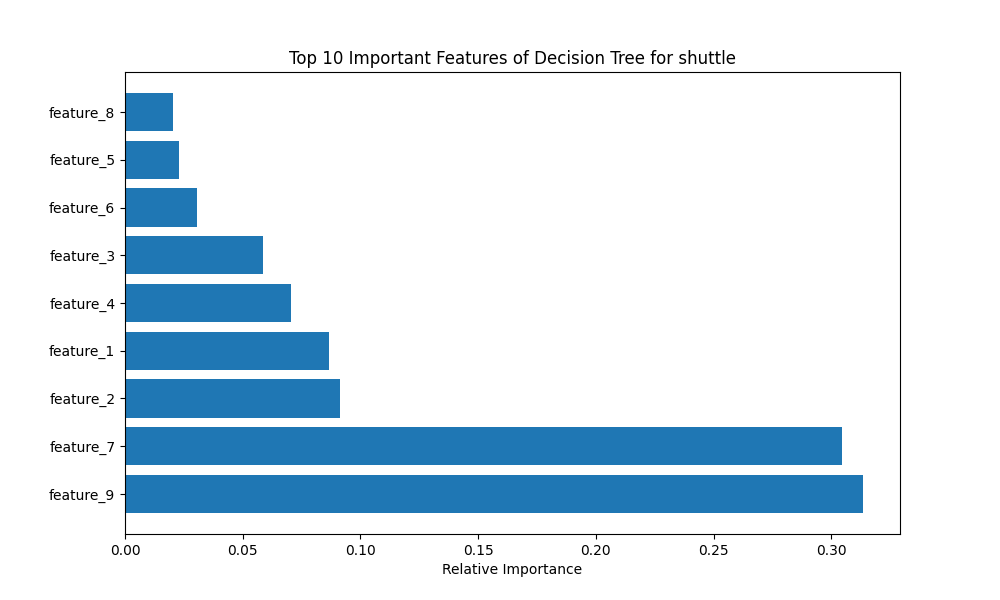 Top 10 Important Features of Decision Tree for shuttle
feature_8
feature_5
feature_6
feature_3
feature_4
feature_1
feature_2
feature_7
feature_9
0.00 0.05 0.10 0.15 0.20 0.25 0.30
Relative Importance